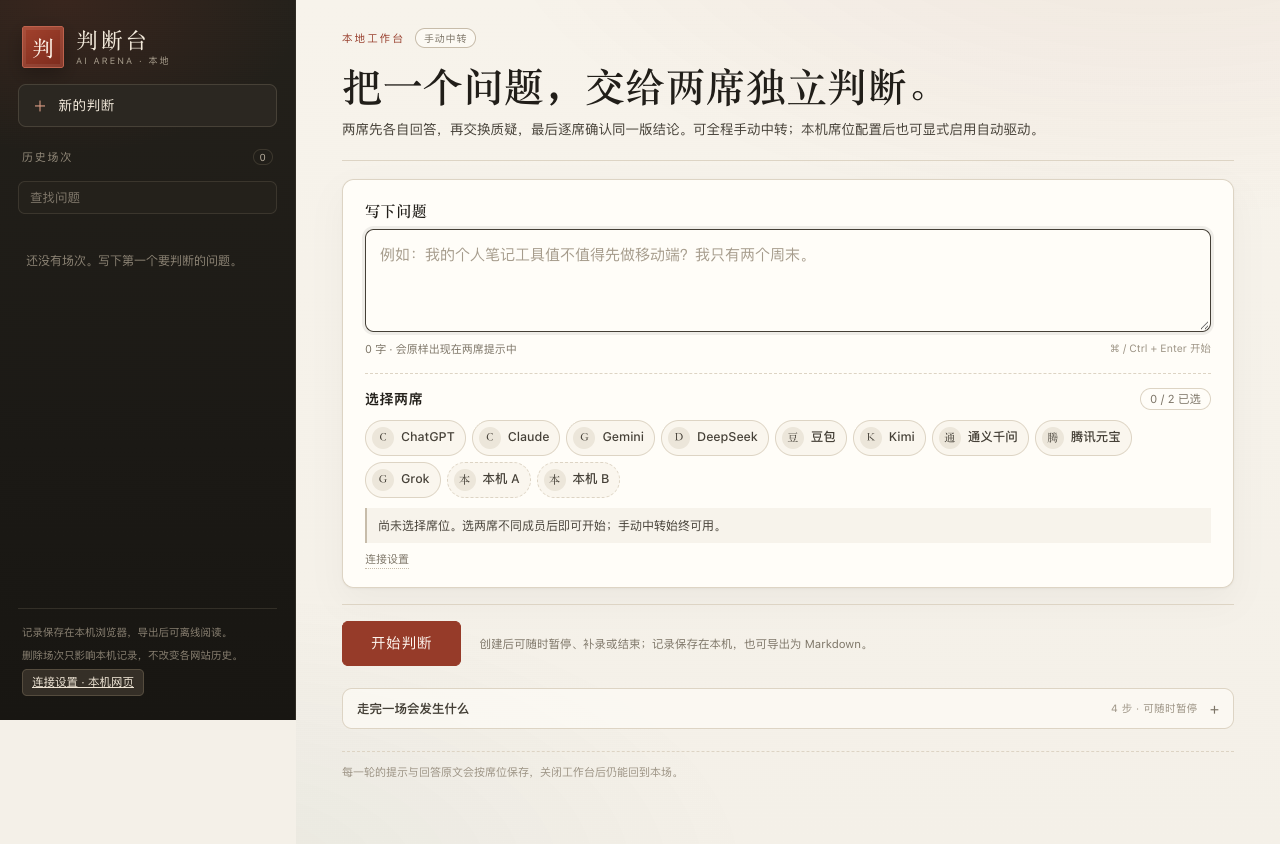 判
判断台
AI ARENA · 本地
+ 新的判断
历史场次
0
查找问题
还没有场次。写下第一个要判断的问题。
记录保存在本机浏览器，导出后可离线阅读。
删除场次只影响本机记录，不改变各网站历史。
连接设置 · 本机网页
本地工作台
手动中转
把一个问题，交给两席独立判断。
两席先各自回答，再交换质疑，最后逐席确认同一版结论。可全程手动中转；本机席位配置后也可显式启用自动驱动。
写下问题
例如：我的个人笔记工具值不值得先做移动端？我只有两个周末。
0 字 · 会原样出现在两席提示中
⌘ / Ctrl + Enter 开始
选择两席
0 / 2 已选
C ChatGPT
C Claude
G Gemini
D DeepSeek
豆 豆包
K Kimi
通 通义千问
腾 腾讯元宝
G Grok
本 本机 A
本 本机 B
尚未选择席位。选两席不同成员后即可开始；手动中转始终可用。
连接设置
开始判断
创建后可随时暂停、补录或结束；记录保存在本机，也可导出为 Markdown。
走完一场会发生什么
4 步 · 可随时暂停 +
每一轮的提示与回答原文会按席位保存，关闭工作台后仍能回到本场。